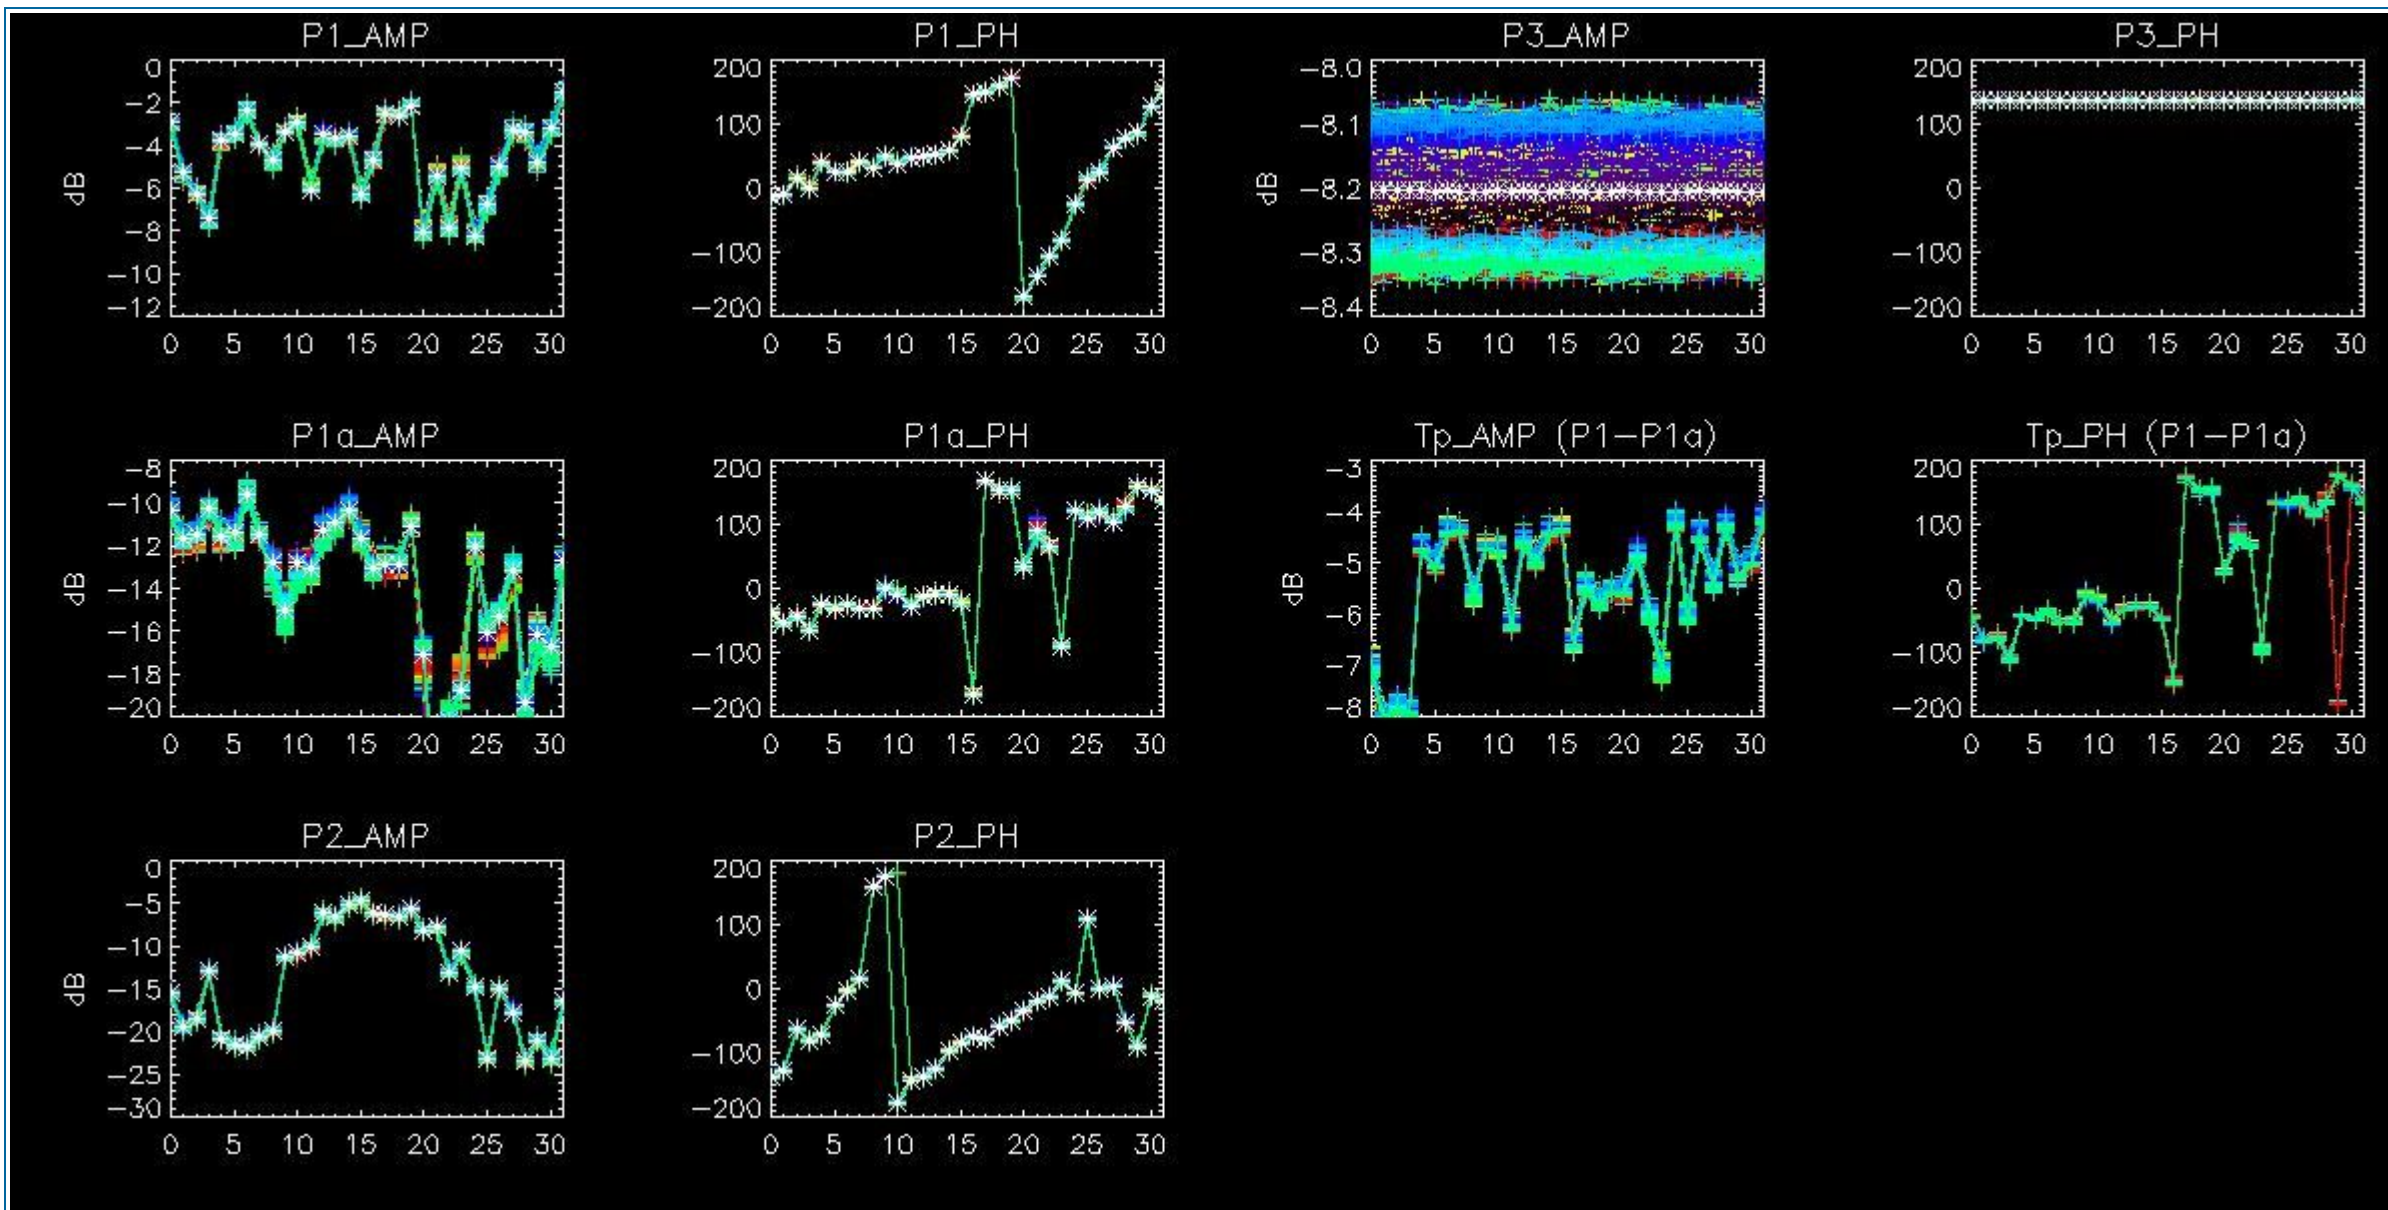 P1_AMP
P1_PH
P3_AMP
P3_PH
0
−2
−4
−6
−8
−10
−12
dB
0 5 10 15 20 25 30
200
100
0
−100
−200
0 5 10 15 20 25 30
−8.0
−8.1
−8.2
−8.3
−8.4
dB
0 5 10 15 20 25 30
200
100
0
−100
−200
0 5 10 15 20 25 30
P1a_AMP
P1a_PH
Tp_AMP (P1−P1a)
Tp_PH (P1−P1a)
−8
−10
−12
−14
−16
−18
−20
dB
0 5 10 15 20 25 30
200
100
0
−100
−200
0 5 10 15 20 25 30
−3
−4
−5
−6
−7
−8
dB
0 5 10 15 20 25 30
200
100
0
−100
−200
0 5 10 15 20 25 30
P2_AMP
P2_PH
0
−5
−10
−15
−20
−25
−30
dB
0 5 10 15 20 25 30
200
100
0
−100
−200
0 5 10 15 20 25 30